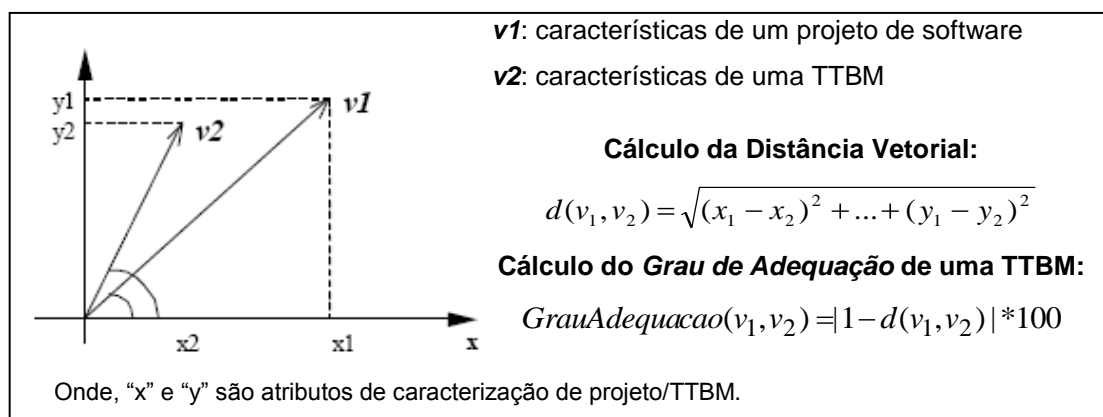 v1: características de um projeto de software
v2: características de uma TTBM
y1
v1
y2
v2
Cálculo da Distância Vetorial:
d(v₁,v₂) = √(x₁ − x₂)² + ... + (y₁ − y₂)²
Cálculo do Grau de Adequação de uma TTBM:
GrauAdequacao(v₁,v₂) =|1− d(v₁,v₂) | *100
x2
x1
x
Onde, “x” e “y” são atributos de caracterização de projeto/TTBM.